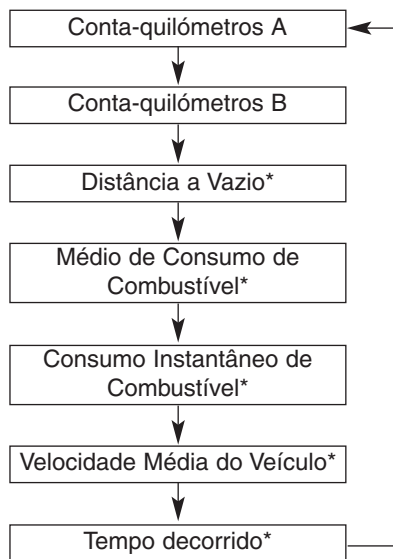 Conta-quilómetros A
Conta-quilómetros B
Distância a Vazio*
Médio de Consumo de
Combustível*
Consumo Instantâneo de
Combustível*
Velocidade Média do Veículo*
Tempo decorrido*